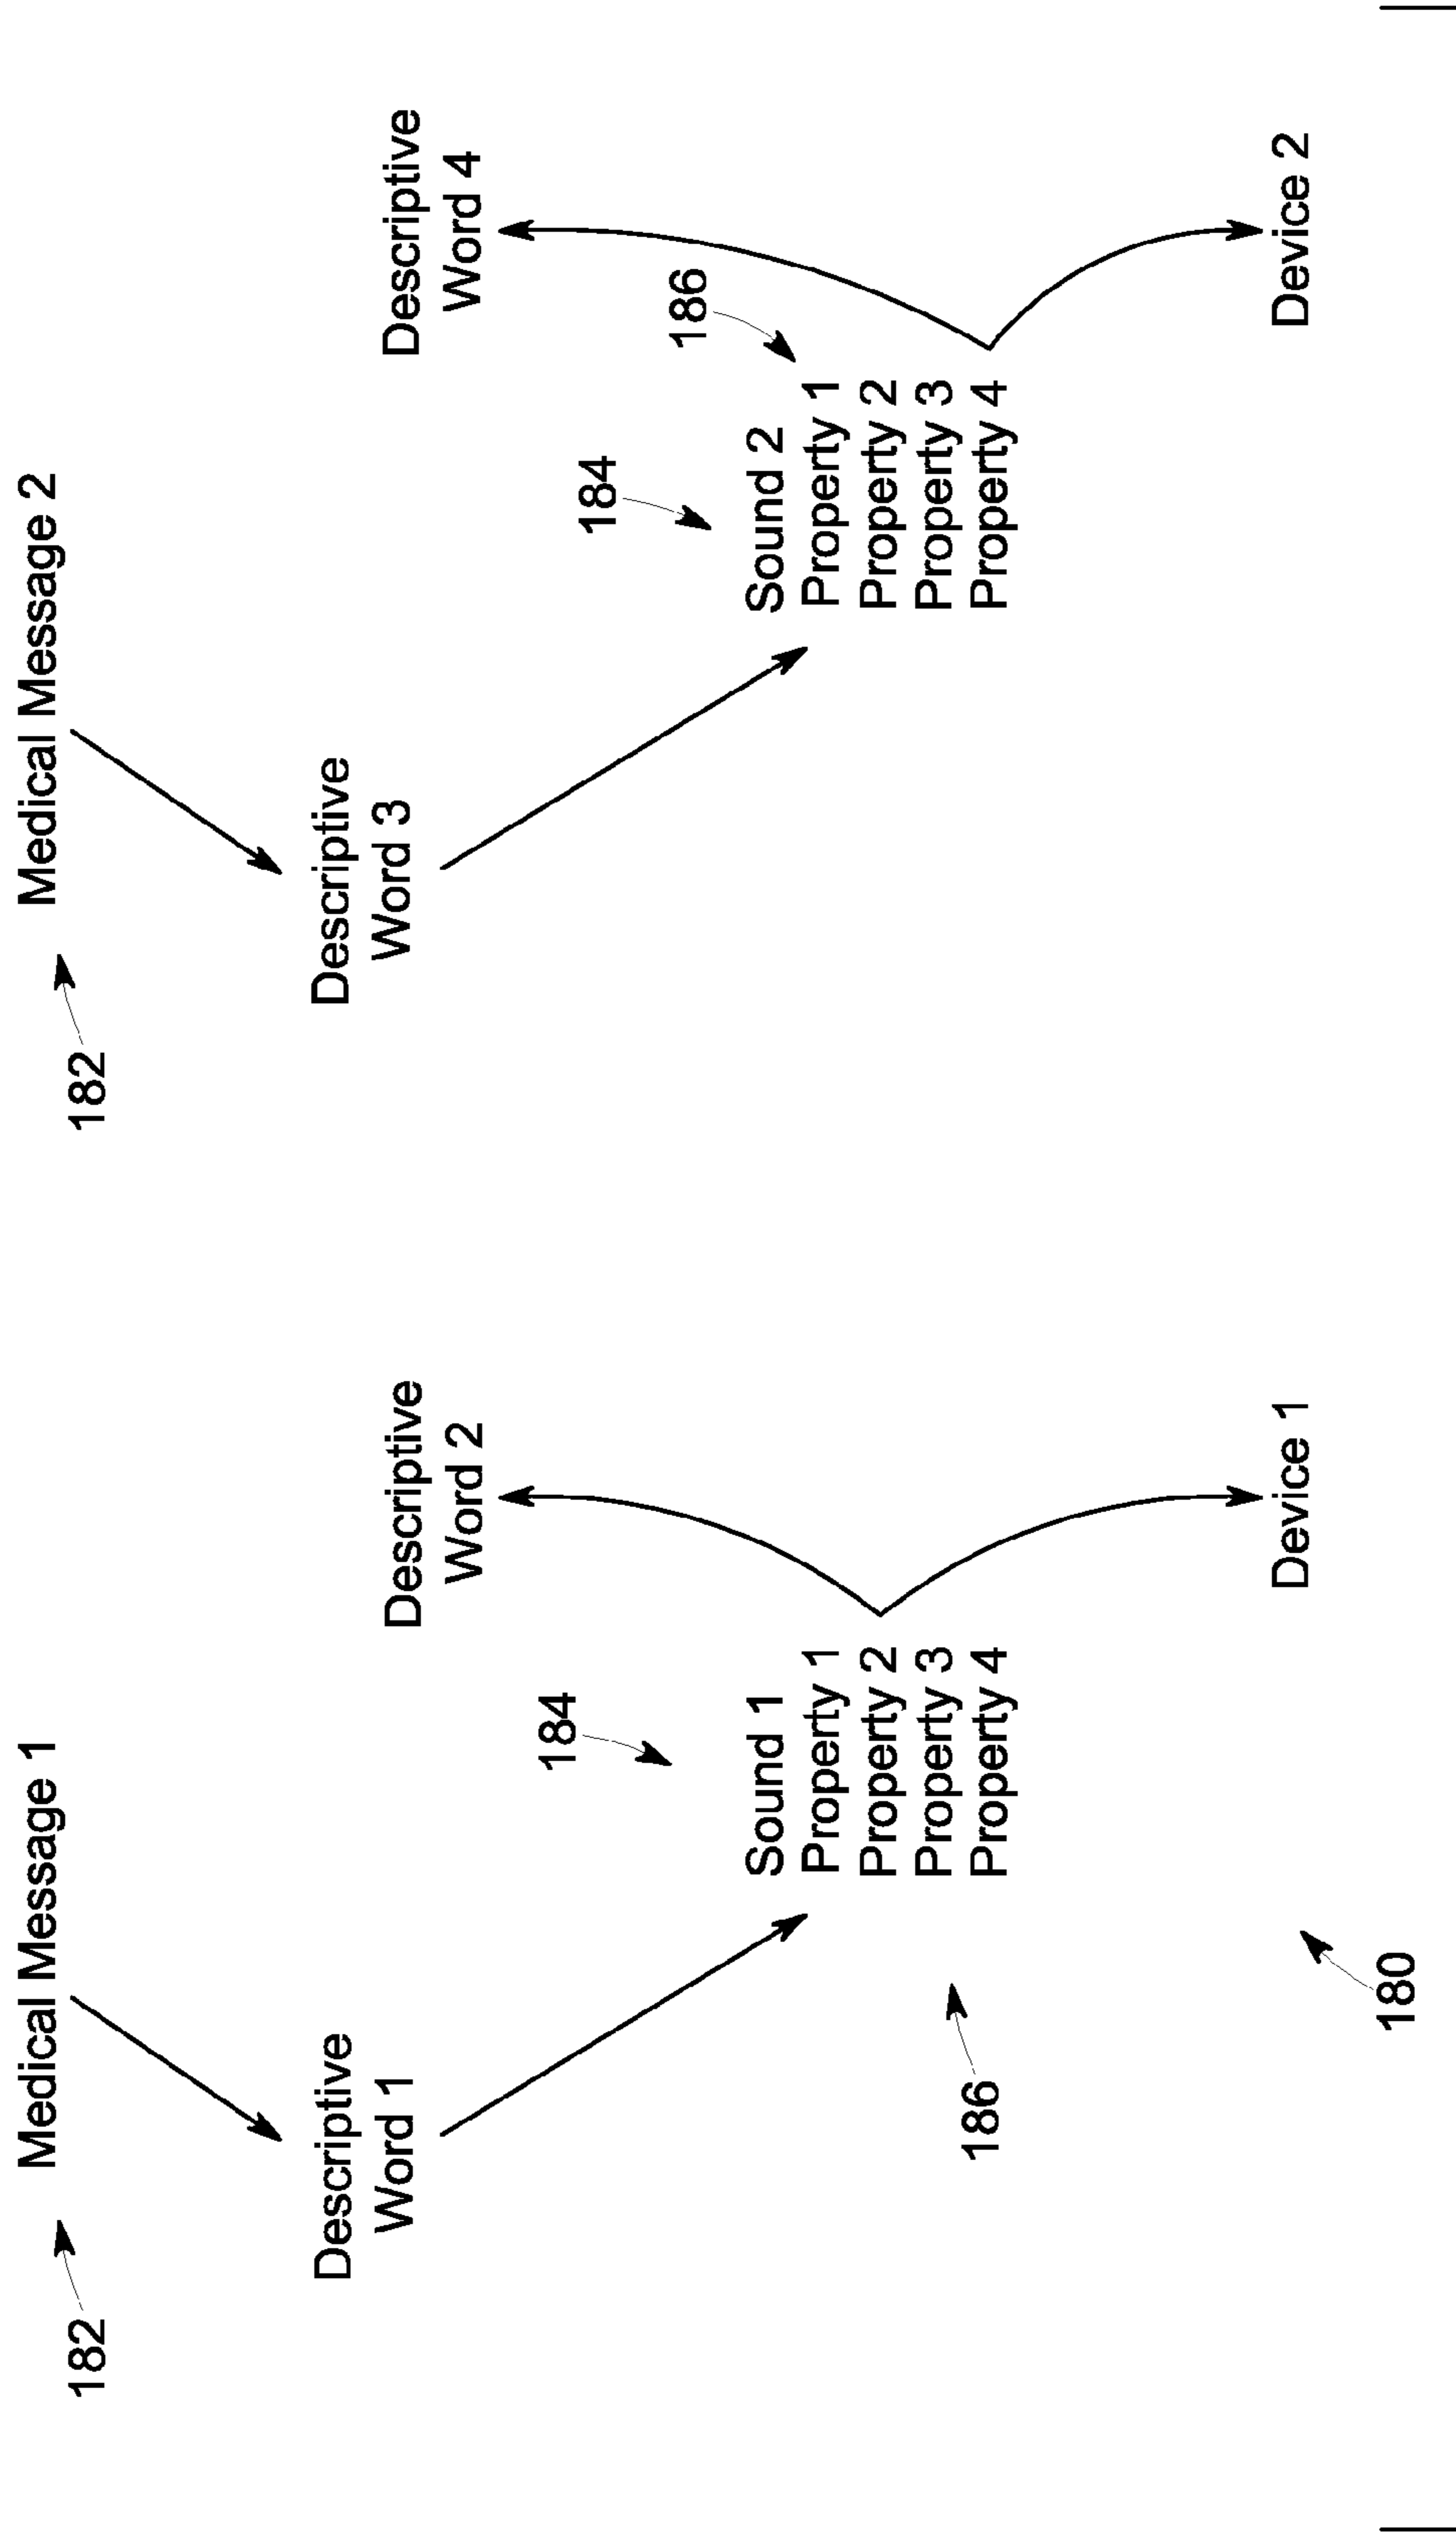 Medical Message 1
182
Descriptive
Word 1
Descriptive
Word 2
184
Sound 1
Property 1
Property 2
Property 3
Property 4
186
Device 1
180
Medical Message 2
182
Descriptive
Word 3
Descriptive
Word 4
184
186
Sound 2
Property 1
Property 2
Property 3
Property 4
Device 2